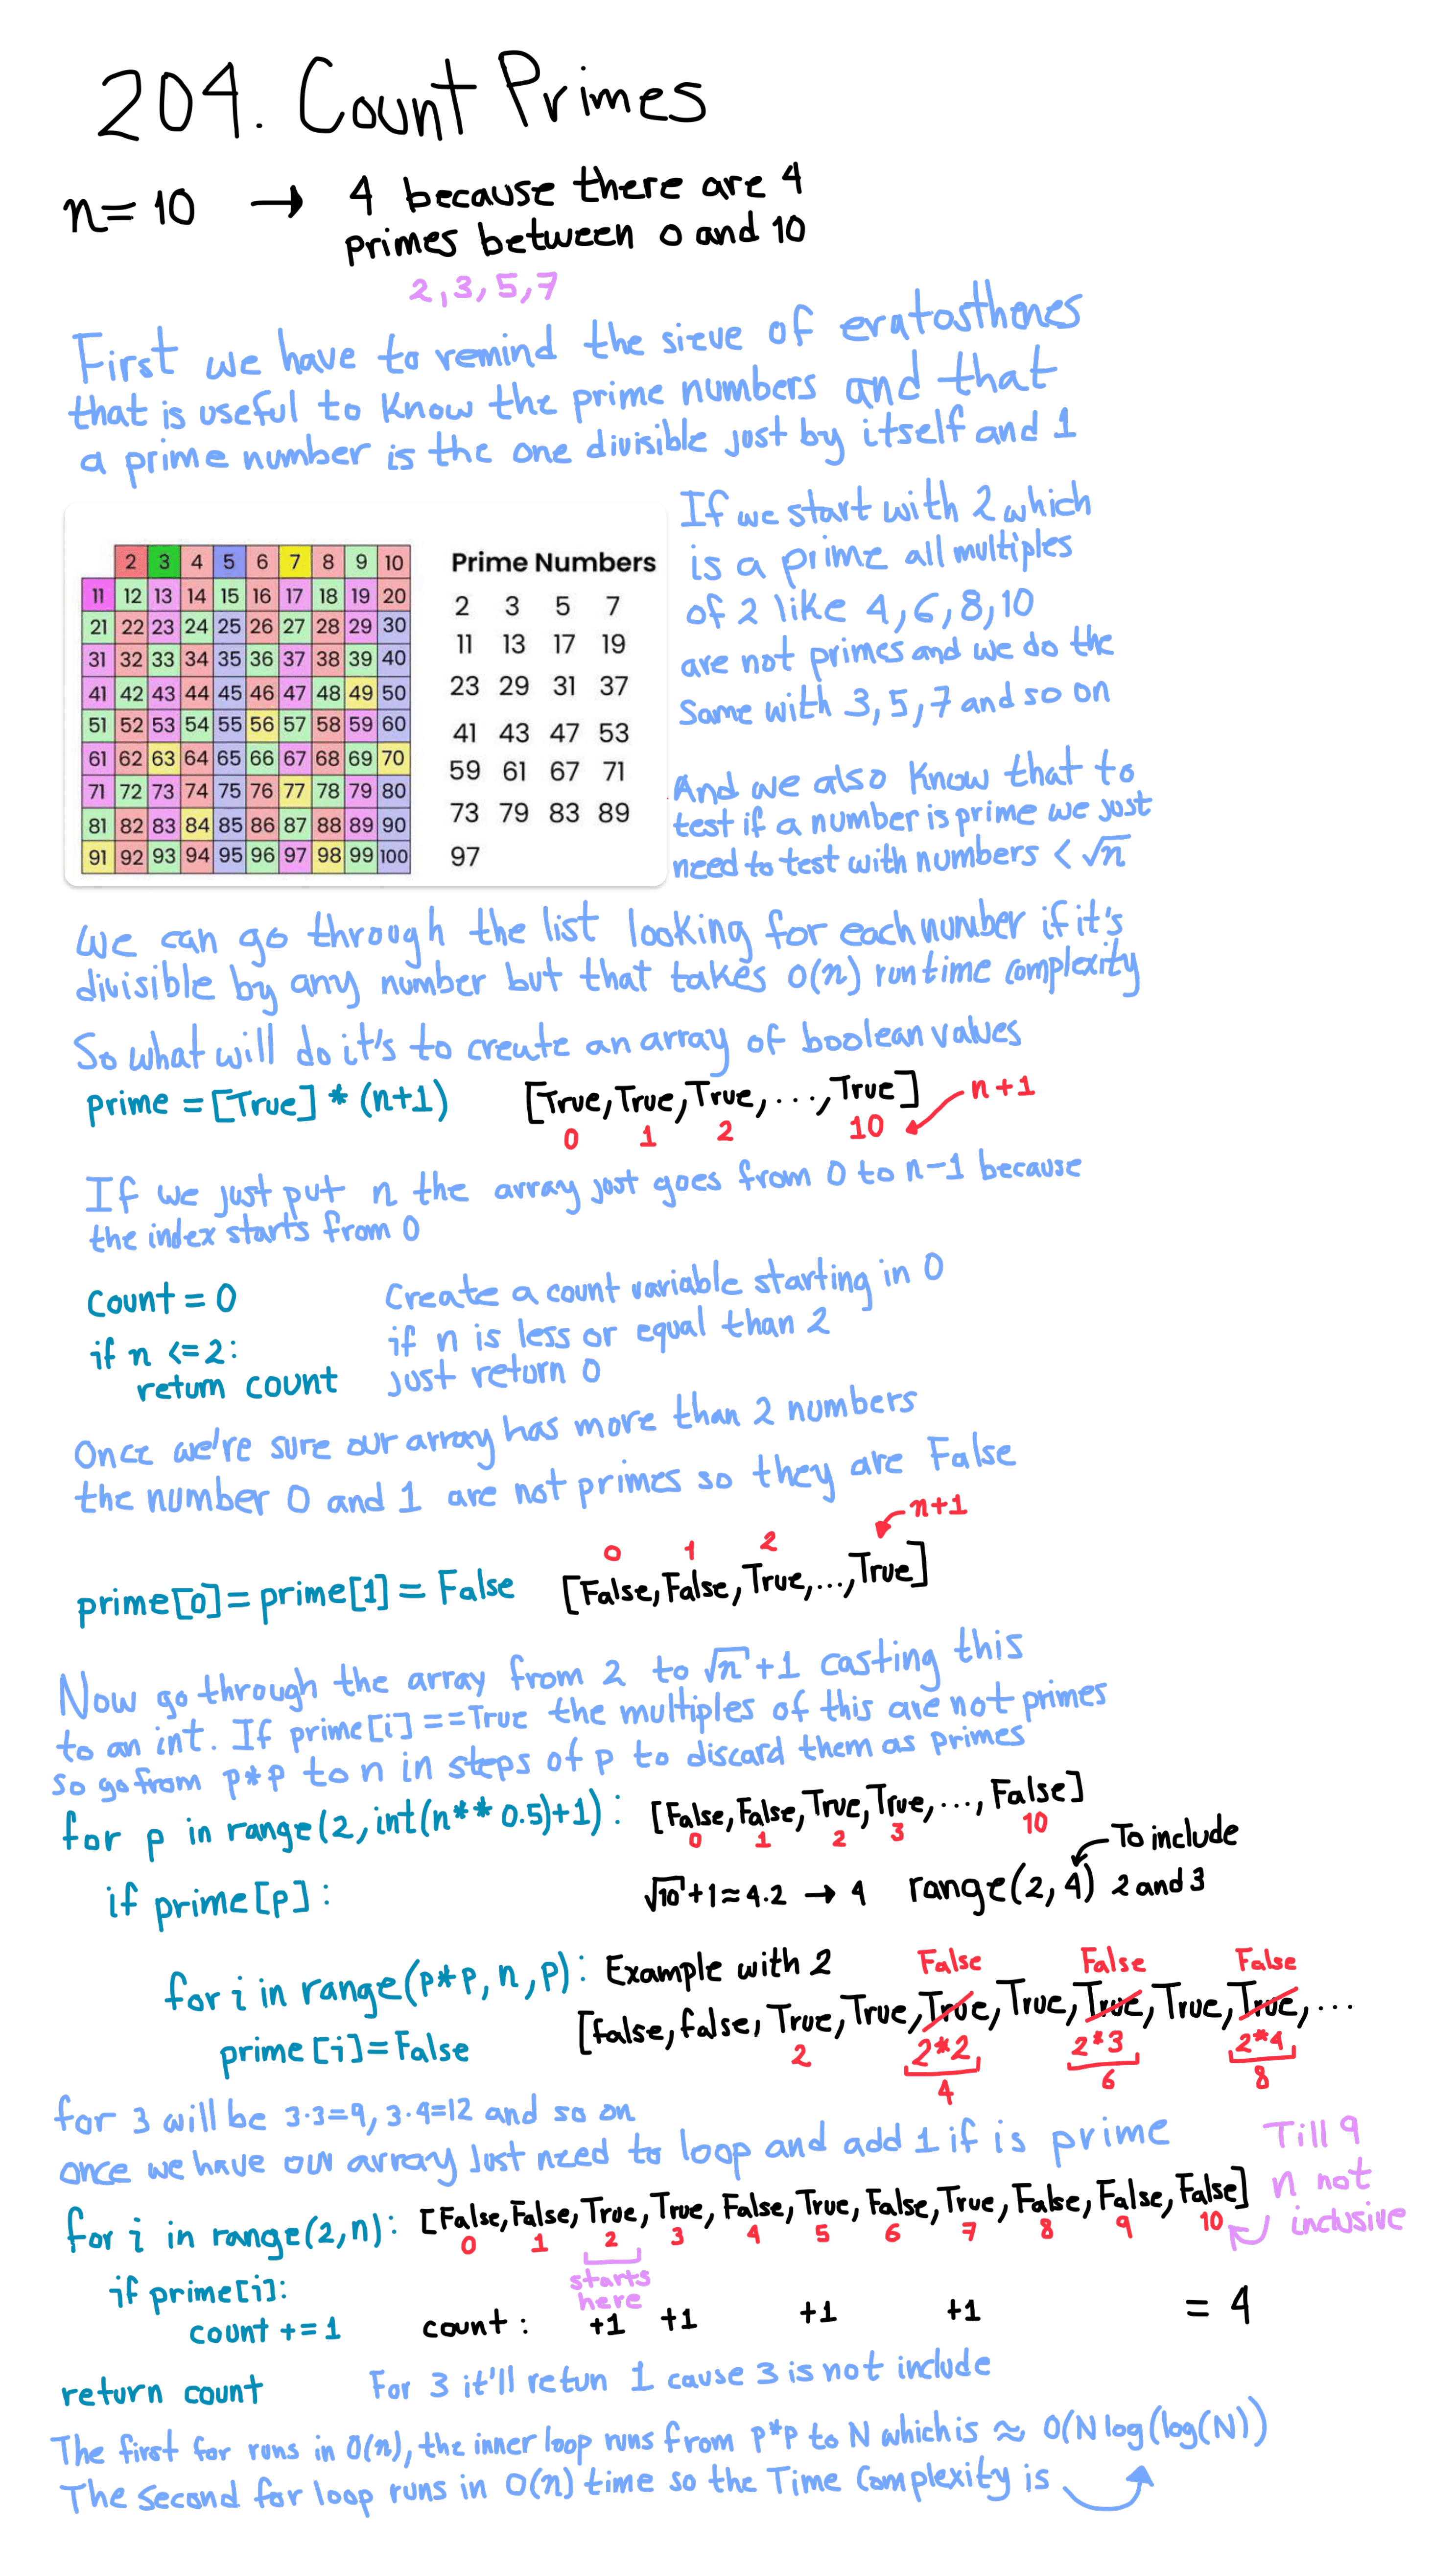 204. Count Primes
n= 10 → 4 because there are 4
primes between 0 and 10
2, 3, 5, 7
First we have to remind the sieve of eratosthenes
that is useful to know the prime numbers and that
a prime number is the one divisible just by itself and 1
2 3 4 5 6 7 8 9 10
11 12 13 14 15 16 17 18 19 20
21 22 23 24 25 26 27 28 29 30
31 32 33 34 35 36 37 38 39 40
41 42 43 44 45 46 47 48 49 50
51 52 53 54 55 56 57 58 59 60
61 62 63 64 65 66 67 68 69 70
71 72 73 74 75 76 77 78 79 80
81 82 83 84 85 86 87 88 89 90
91 92 93 94 95 96 97 98 99 100
Prime Numbers
2 3 5 7
11 13 17 19
23 29 31 37
41 43 47 53
59 61 67 71
73 79 83 89
97
If we start with 2 which
is a prime all multiples
of 2 like 4, 6, 8, 10
are not primes and we do the
same with 3, 5, 7 and so on
And we also know that to
test if a number is prime we just
need to test with numbers < √n
we can go through the list looking for each number if it's
divisible by any number but that takes O(n) runtime complexity
So what will do it's to create an array of boolean values
prime = [True] * (n+1)
[True, True, True, ..., True]
n+1
0 1 2 10
If we just put n the array just goes from 0 to n-1 because
the index starts from 0
count = 0
if n <=2:
return count
Create a count variable starting in 0
if n is less or equal than 2
just return 0
Once we're sure our array has more than 2 numbers
the number 0 and 1 are not primes so they are False
n+1
0 1 2
prime[0]=prime[1] = False
[False, False, True, ..., True]
Now go through the array from 2 to √n+1 casting this
to an int. If prime[i]==True the multiples of this are not primes
so go from p*p to n in steps of p to discard them as primes
for p in range(2, int(n** 0.5)+1):
[False, False, True, True, ..., False]
0 1 2 3 10
if prime[p]:
√10+1≈4.2 → 4
range(2, 4)
To include
2 and 3
for i in range(p*p, n, p):
prime[i]=False
Example with 2
False False False
[False, false, True, True, True, True, True, True, True, ...
2 2*2 2*3 2*4
4 6 8
for 3 will be 3·3=9, 3·4=12 and so on
once we have our array just need to loop and add 1 if is prime
Till 9
n not
inclusive
for i in range(2,n):
[False, False, True, True, False, True, False, True, False, False, False]
0 1 2 3 4 5 6 7 8 9 10
starts
here
if prime[i]:
count +=1
count: +1 +1 +1 +1 = 4
return count
For 3 it'll retun 1 cause 3 is not include
The first for runs in O(n), the inner loop runs from p*p to N which is ≈ O(N log(log(N))
The second for loop runs in O(n) time so the Time Complexity is